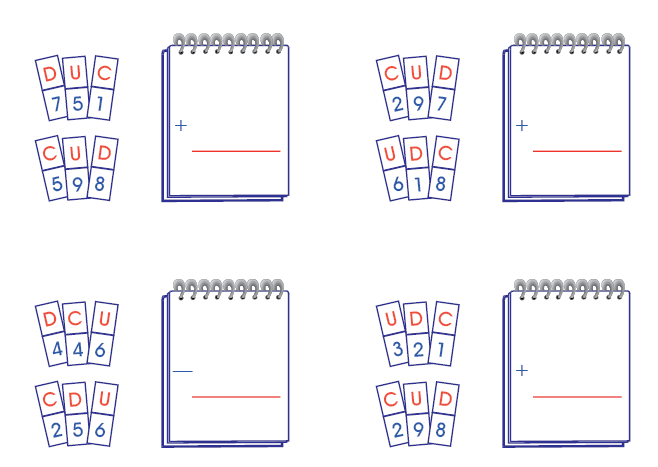 D U C
7 5 1
C U D
5 9 8
+
C U D
2 9 7
U D C
6 1 8
+
D C U
4 4 6
C D U
2 5 6
—
U D C
3 2 1
C U D
2 9 8
+